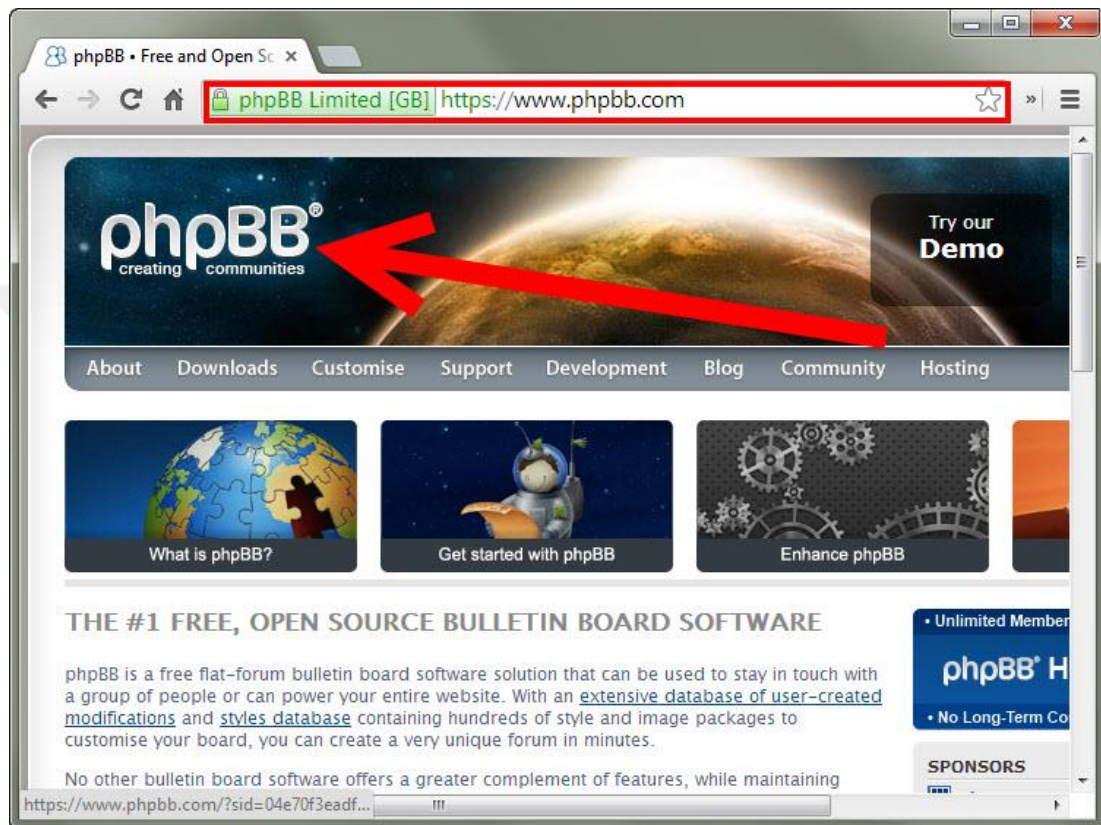 phpBB • Free and Open Sc
phpBB Limited [GB] https://www.phpbb.com
phpBB®
creating communities
Try our
Demo
About Downloads Customise Support Development Blog Community Hosting
What is phpBB? Get started with phpBB Enhance phpBB
THE #1 FREE, OPEN SOURCE BULLETIN BOARD SOFTWARE
phpBB is a free flat-forum bulletin board software solution that can be used to stay in touch with
a group of people or can power your entire website. With an extensive database of user-created
modifications and styles database containing hundreds of style and image packages to
customise your board, you can create a very unique forum in minutes.
No other bulletin board software offers a greater complement of features, while maintaining
• Unlimited Member
phpBB® H
• No Long-Term Co
SPONSORS
https://www.phpbb.com/?sid=04e70f3eadf...